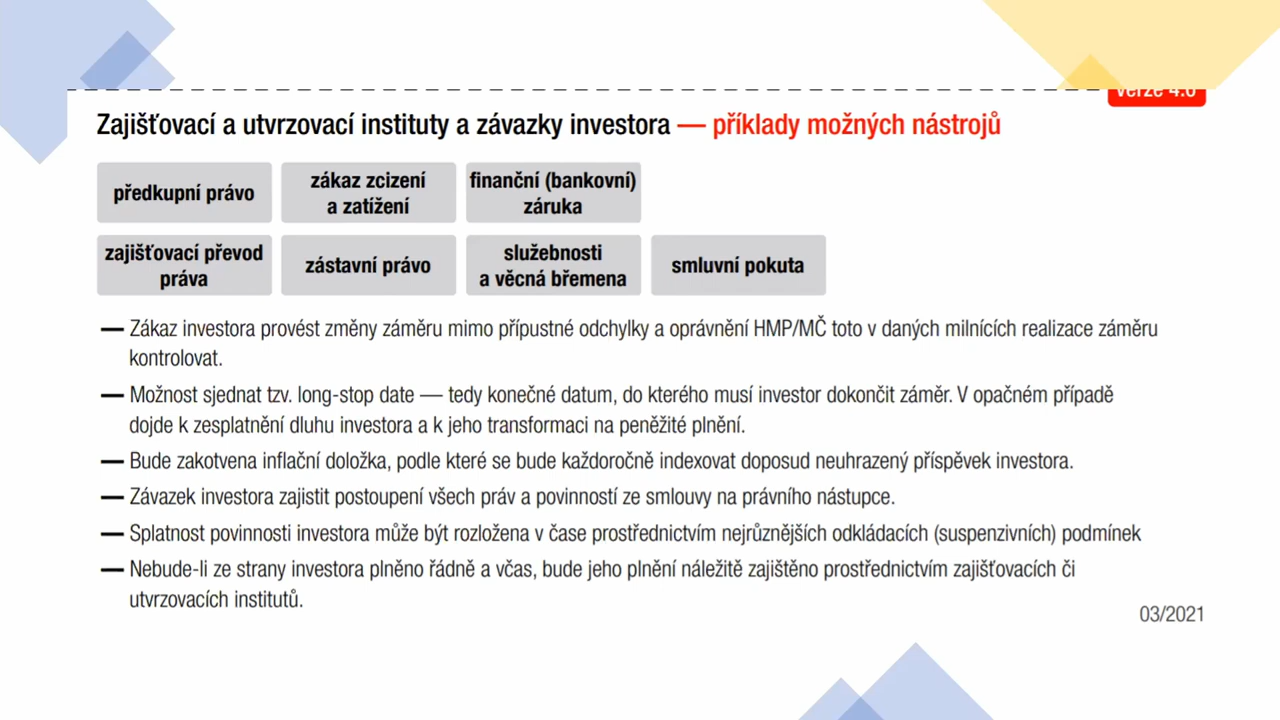 Verze 4.0
Zajišťovací a utvrzovací instituty a závazky investora — příklady možných nástrojů
předkupní právo
zákaz zcizení
a zatížení
finanční (bankovní)
záruka
zajišťovací převod
práva
zástavní právo
služebnosti
a věcná břemena
smluvní pokuta
— Zákaz investora provést změny záměru mimo přípustné odchylky a oprávnění HMP/MČ toto v daných milnících realizace záměru
kontrolovat.
— Možnost sjednat tzv. long-stop date — tedy konečné datum, do kterého musí investor dokončit záměr. V opačném případě
dojde k zesplatnění dluhu investora a k jeho transformaci na peněžité plnění.
— Bude zakotvena inflační doložka, podle které se bude každoročně indexovat doposud neuhrazený příspěvek investora.
— Závazek investora zajistit postoupení všech práv a povinností ze smlouvy na právního nástupce.
— Splatnost povinnosti investora může být rozložena v čase prostřednictvím nejrůznějších odkládacích (suspenzivních) podmínek
— Nebude-li ze strany investora plněno řádně a včas, bude jeho plnění náležitě zajištěno prostřednictvím zajišťovacích či
utvrzovacích institutů.
03/2021